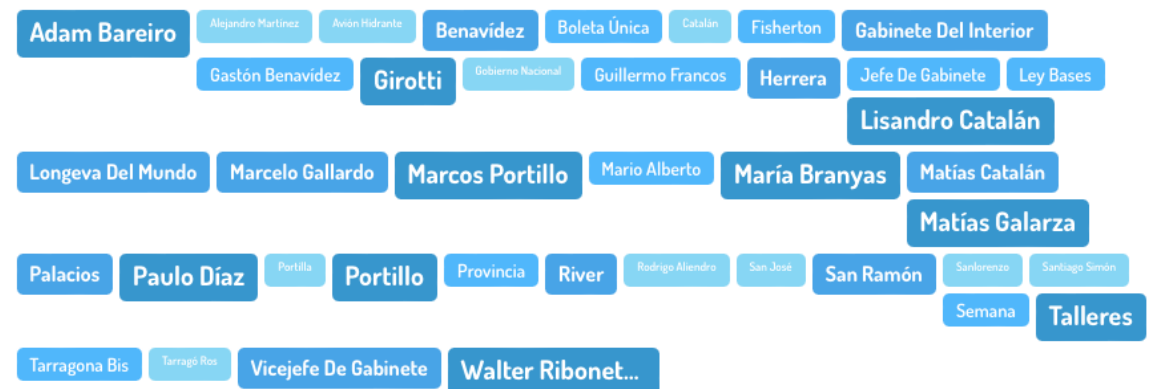 Adam Bareiro Alejandro Martinez Avión Hidrante Benavídez Boleta Única Catalán Fisherton Gabinete Del Interior
Gastón Benavídez Girotti Gobierno Nacional Guillermo Francos Herrera Jefe De Gabinete Ley Bases
Lisandro Catalán
Longeva Del Mundo Marcelo Gallardo Marcos Portillo Mario Alberto María Branyas Matías Catalán
Matías Galarza
Palacios Paulo Díaz Portilla Portillo Provincia River Rodrigo Aliendro San José San Ramón Sanlorenzo Santiago Simón
Semana Talleres
Tarragona Bis Tarragó Ros Vicejefe De Gabinete Walter Ribonet...